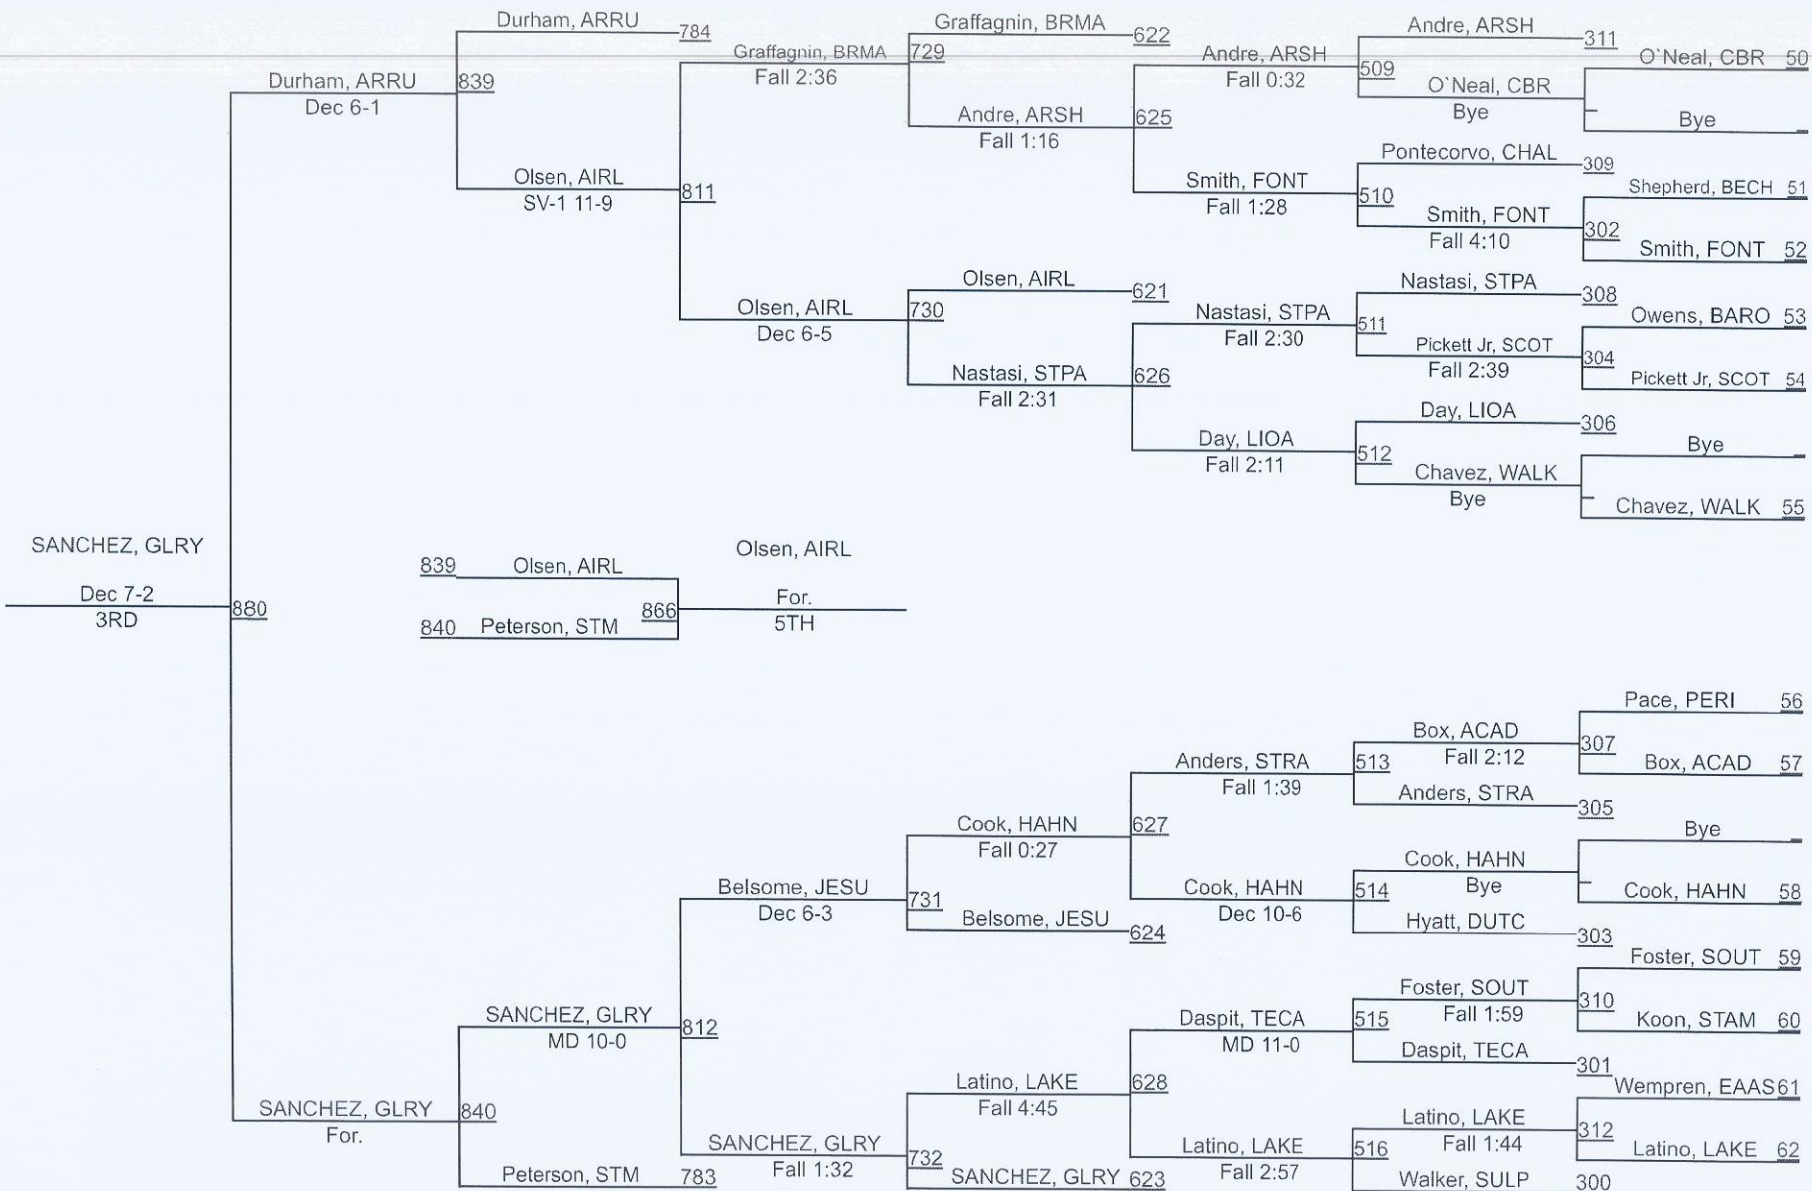 Durham, ARRU
784
Graffagnin, BRMA
622
Andre, ARSH
311
O`Neal, CBR 50
Graffagnin, BRMA
729
Fall 2:36
Andre, ARSH
509
Fall 0:32
O`Neal, CBR
Bye
Bye
Durham, ARRU
839
Dec 6-1
Andre, ARSH
625
Fall 1:16
Pontecorvo, CHAL
309
Olsen, AIRL
811
SV-1 11-9
Smith, FONT
510
Fall 1:28
Shepherd, BECH 51
Smith, FONT
302
Fall 4:10
Smith, FONT 52
Olsen, AIRL
621
Nastasi, STPA
308
Olsen, AIRL
730
Dec 6-5
Nastasi, STPA
511
Fall 2:30
Owens, BARO 53
Pickett Jr, SCOT
304
Fall 2:39
Pickett Jr, SCOT 54
Nastasi, STPA
626
Fall 2:31
Day, LIOA
306
Day, LIOA
512
Fall 2:11
Bye
Chavez, WALK
Bye
Chavez, WALK 55
SANCHEZ, GLRY
Dec 7-2
880
3RD
839 Olsen, AIRL
Olsen, AIRL
866
For.
5TH
840 Peterson, STM
Pace, PERI 56
Box, ACAD
307
Fall 2:12
Box, ACAD 57
Anders, STRA
513
Fall 1:39
Anders, STRA
305
Cook, HAHN
627
Fall 0:27
Bye
Cook, HAHN
Bye
Cook, HAHN 58
Belsome, JESU
731
Dec 6-3
Cook, HAHN
514
Dec 10-6
Belsome, JESU
624
Hyatt, DUTC
303
Foster, SOUT 59
SANCHEZ, GLRY
812
MD 10-0
Daspit, TECA
515
MD 11-0
Foster, SOUT
310
Fall 1:59
Koon, STAM 60
Daspit, TECA
301
Latino, LAKE
628
Fall 4:45
Wempren, EAAS 61
SANCHEZ, GLRY
840
For.
Latino, LAKE
312
Fall 1:44
Latino, LAKE 62
SANCHEZ, GLRY
732
Fall 1:32
Latino, LAKE
516
Fall 2:57
Peterson, STM
783
SANCHEZ, GLRY
623
Walker, SULP
300